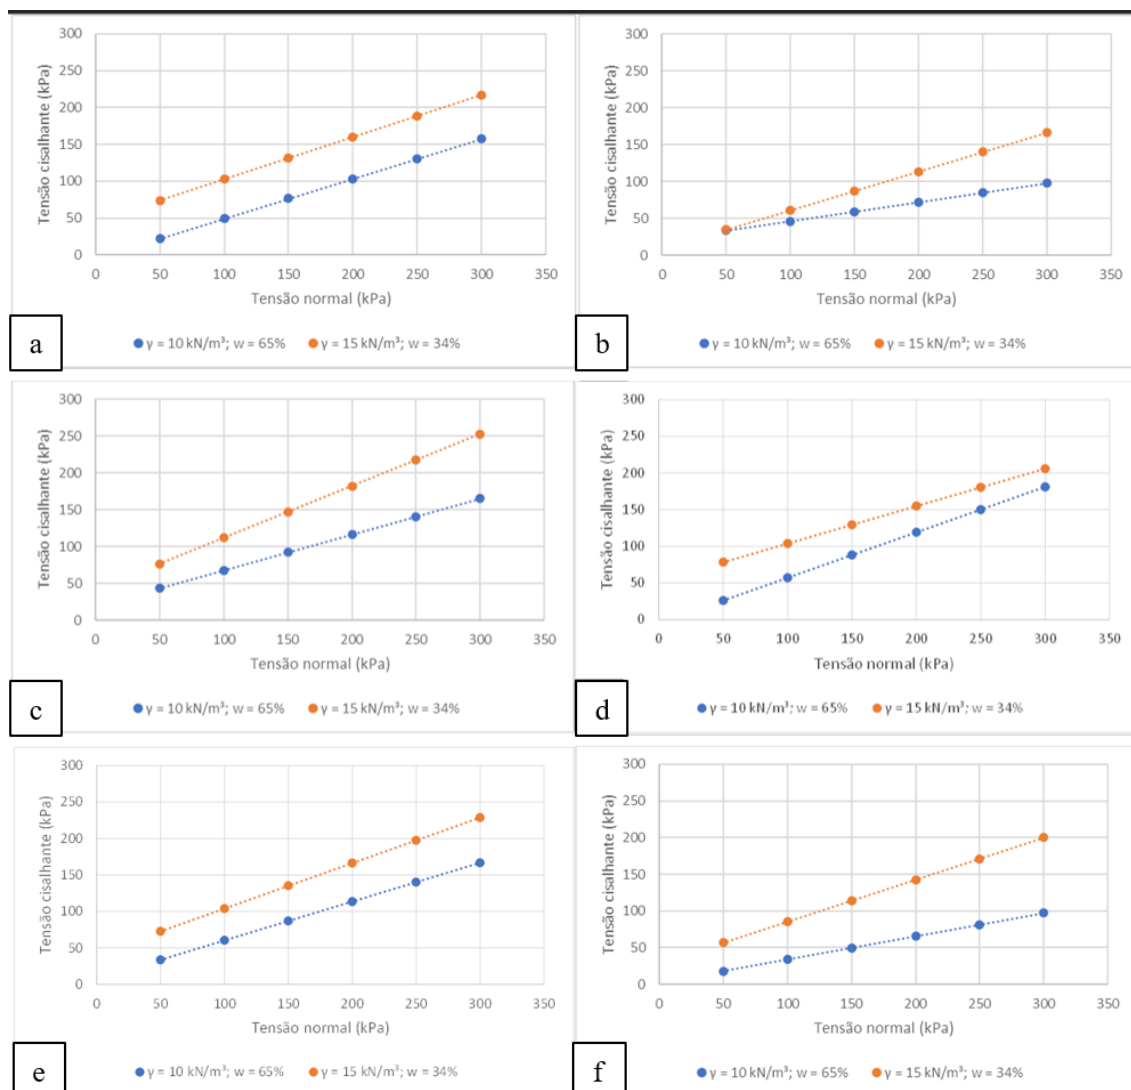 300
250
200
150
100
50
0
Tensão cisalhante (kPa)
0 50 100 150 200 250 300 350
Tensão normal (kPa)
a
γ = 10 kN/m³; w = 65% γ = 15 kN/m³; w = 34%
300
250
200
150
100
50
0
Tensão cisalhante (kPa)
0 50 100 150 200 250 300 350
Tensão normal (kPa)
b
γ = 10 kN/m³; w = 65% γ = 15 kN/m³; w = 34%
300
250
200
150
100
50
0
Tensão cisalhante (kPa)
0 50 100 150 200 250 300 350
Tensão normal (kPa)
c
γ = 10 kN/m³; w = 65% γ = 15 kN/m³; w = 34%
300
250
200
150
100
50
0
Tensão cisalhante (kPa)
0 50 100 150 200 250 300 350
Tensão normal (kPa)
d
γ = 10 kN/m³; w = 65% γ = 15 kN/m³; w = 34%
300
250
200
150
100
50
0
Tensão cisalhante (kPa)
0 50 100 150 200 250 300 350
Tensão normal (kPa)
e
γ = 10 kN/m³; w = 65% γ = 15 kN/m³; w = 34%
300
250
200
150
100
50
0
Tensão cisalhante (kPa)
0 50 100 150 200 250 300 350
Tensão normal (kPa)
f
γ = 10 kN/m³; w = 65% γ = 15 kN/m³; w = 34%